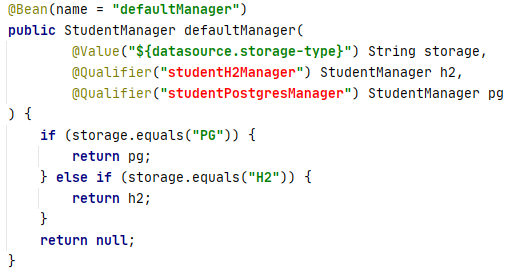 @Bean(name = "defaultManager")
public StudentManager defaultManager(
        @Value("${datasource.storage-type}") String storage,
        @Qualifier("studentH2Manager") StudentManager h2,
        @Qualifier("studentPostgresManager") StudentManager pg
) {
    if (storage.equals("PG")) {
        return pg;
    } else if (storage.equals("H2")) {
        return h2;
    }
    return null;
}